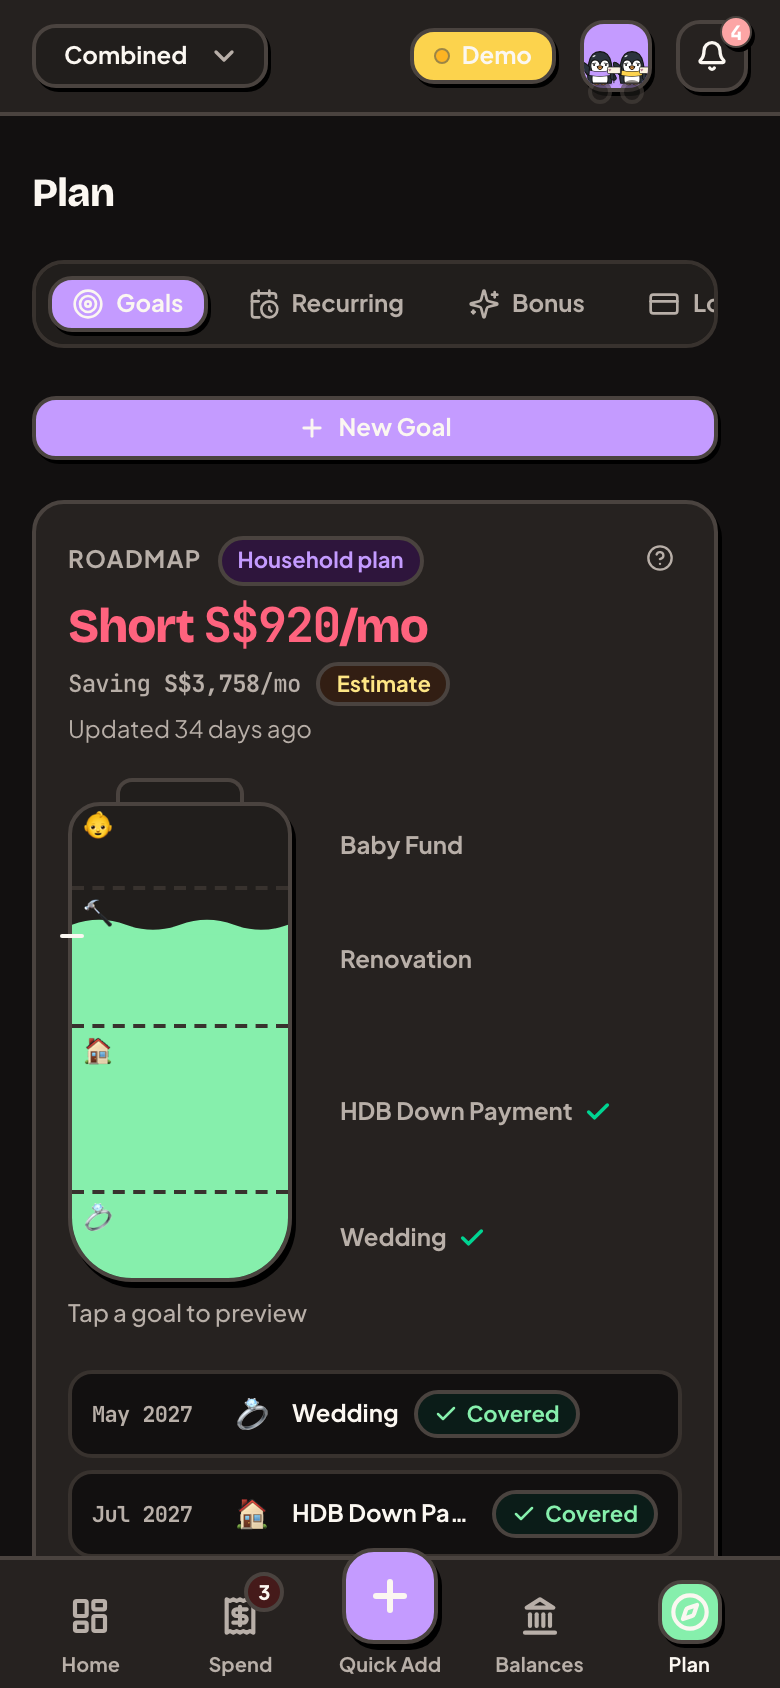 Combined
Demo
4
Plan
Goals
Recurring
Bonus
Lo
+ New Goal
ROADMAP
Household plan
Short S$920/mo
Saving S$3,758/mo
Estimate
Updated 34 days ago
Baby Fund
Renovation
HDB Down Payment
Wedding
Tap a goal to preview
May 2027 Wedding Covered
Jul 2027 HDB Down Pa... Covered
3
Home
Spend
Quick Add
Balances
Plan